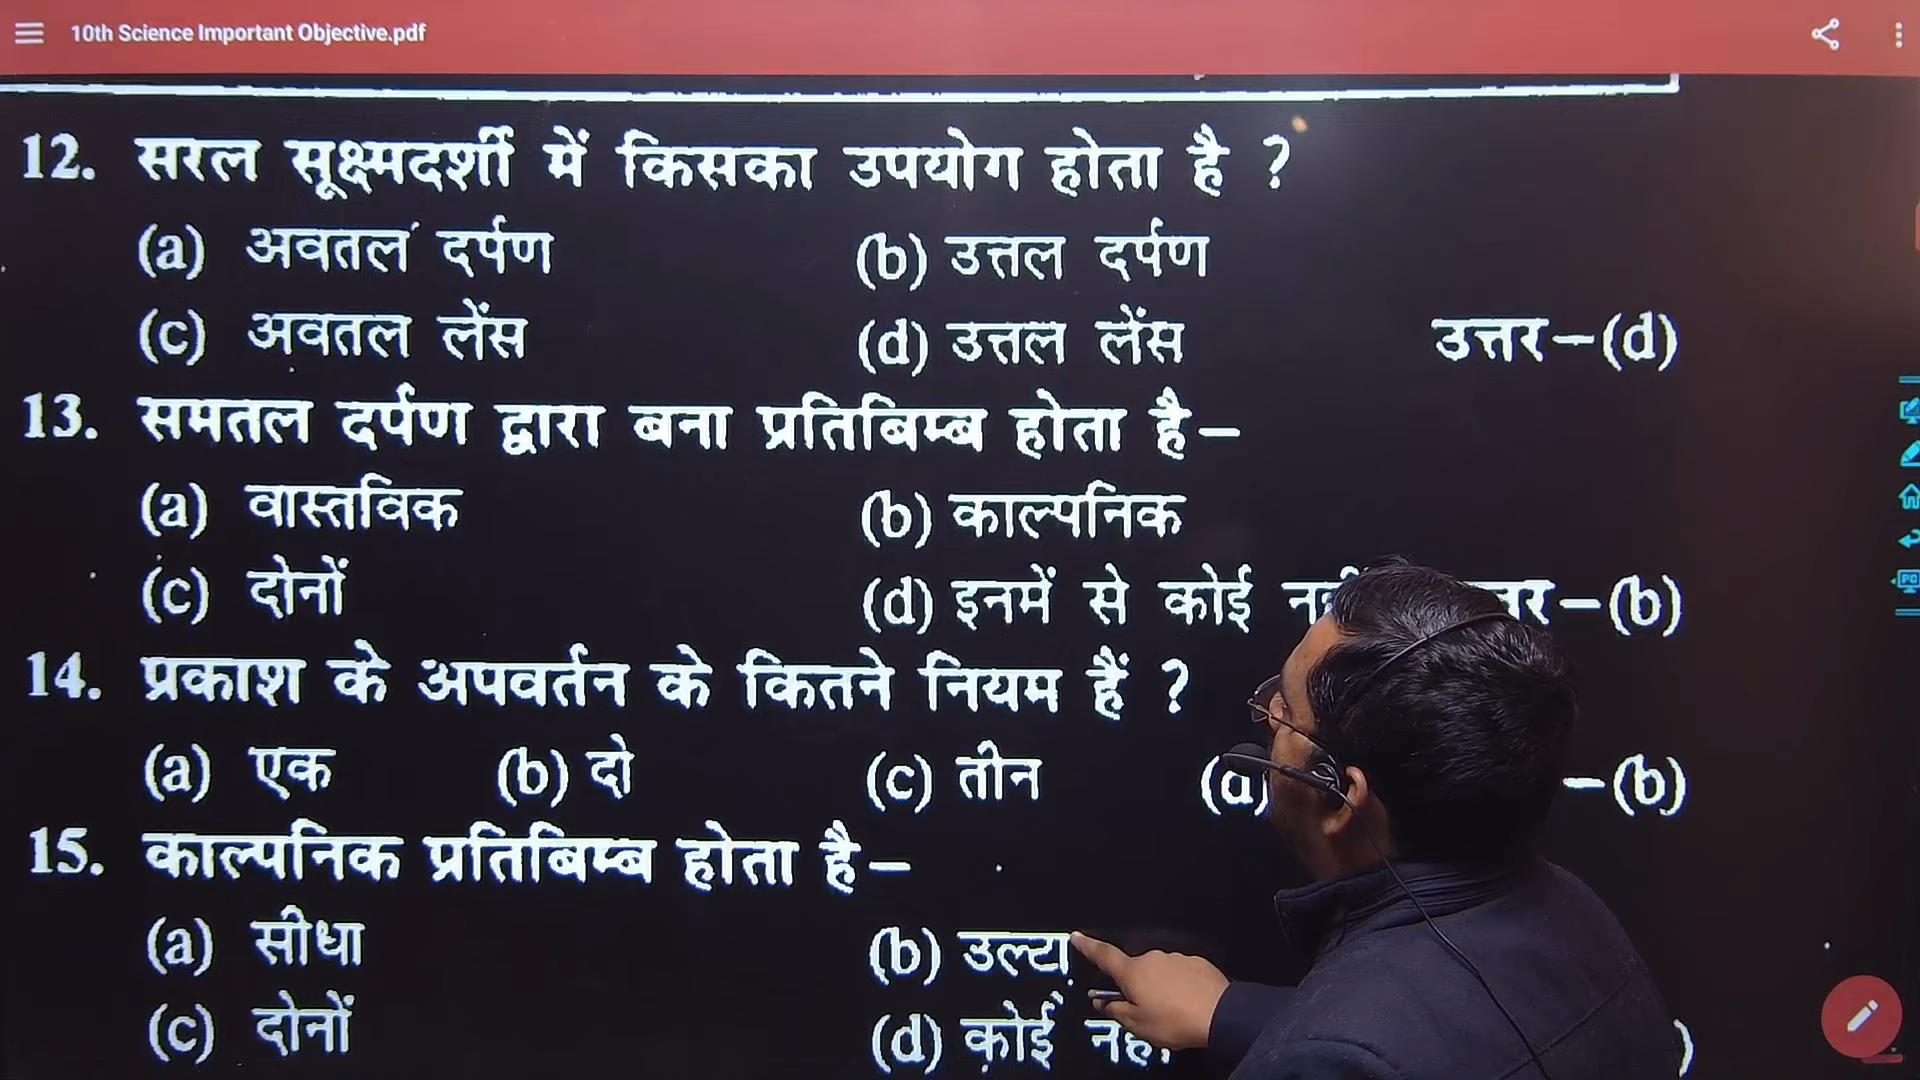 10th Science Important Objective.pdf
12. सरल सूक्ष्मदर्शी में किसका उपयोग होता है ?
(a) अवतल दर्पण (b) उत्तल दर्पण
(c) अवतल लेंस (d) उत्तल लेंस उत्तर–(d)
13. समतल दर्पण द्वारा बना प्रतिबिम्ब होता है–
(a) वास्तविक (b) काल्पनिक
(c) दोनों (d) इनमें से कोई –(b)
14. प्रकाश के अपवर्तन के कितने नियम हैं ?
(a) एक (b) दो (c) तीन (d) –(b)
15. काल्पनिक प्रतिबिम्ब होता है–
(a) सीधा (b) उल्टा
(c) दोनों (d) कोई